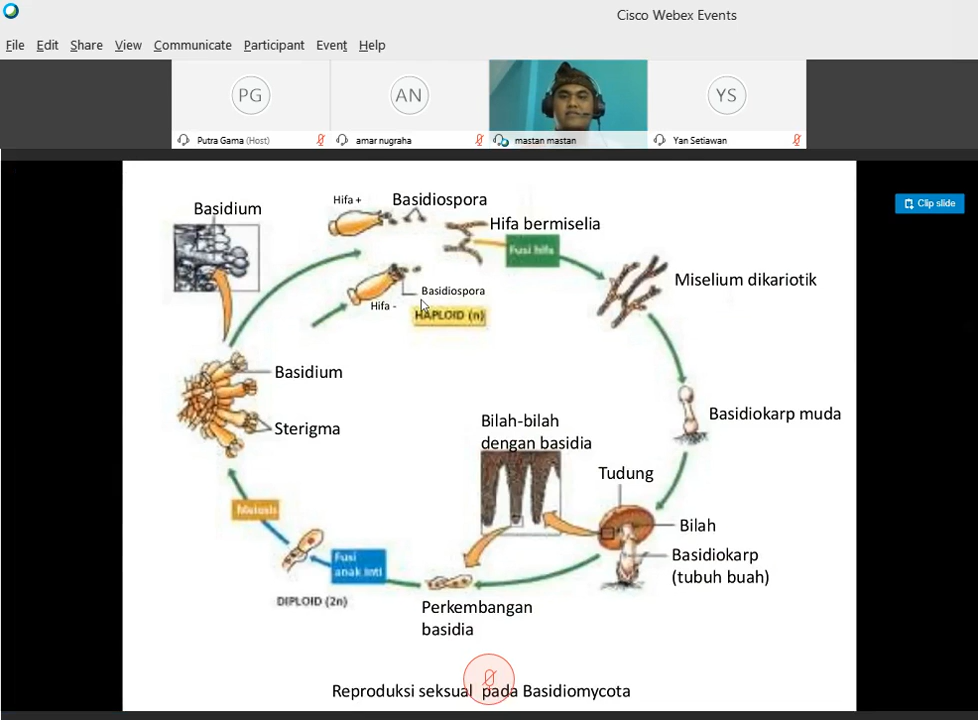 Cisco Webex Events
File Edit Share View Communicate Participant Event Help
PG
AN
YS
Putra Gama (Host)
amar nugraha
mastan mastan
Yan Setiawan
Clip slide
Basidium
Hifa +
Basidiospora
Hifa bermiselia
Fusi hifa
Miselium dikariotik
Basidiospora
Hifa -
HAPLOID (n)
Basidium
Sterigma
Basidiokarp muda
Bilah-bilah
dengan basidia
Tudung
Bilah
Basidiokarp
(tubuh buah)
Meiosis
Fusi
anak inti
DIPLOID (2n)
Perkembangan
basidia
Reproduksi seksual pada Basidiomycota